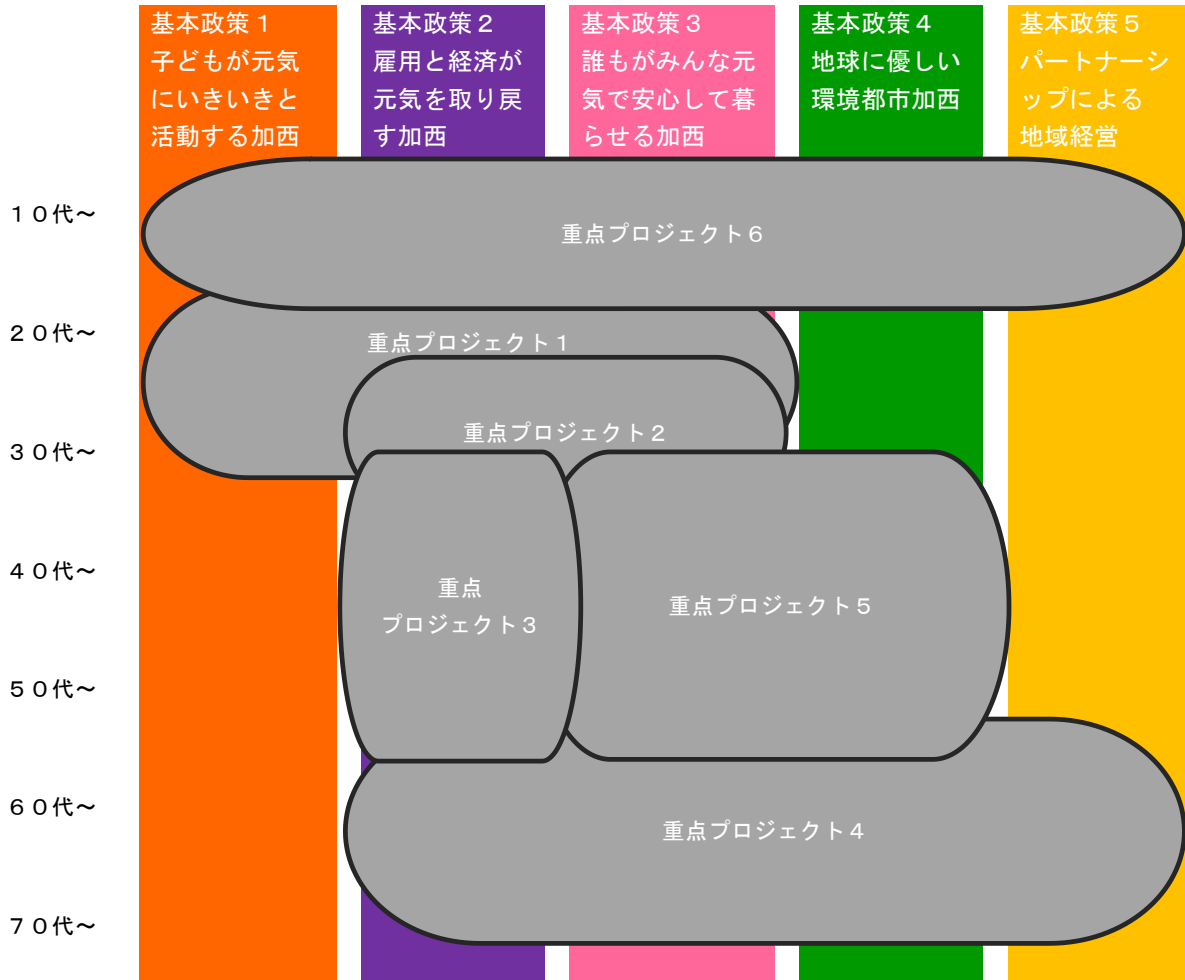 基本政策１
子どもが元気
にいきいきと
活動する加西
基本政策２
雇用と経済が
元気を取り戻
す加西
基本政策３
誰もがみんな元
気で安心して暮
らせる加西
基本政策４
地球に優しい
環境都市加西
基本政策５
パートナーシ
ップによる
地域経営
１０代～
重点プロジェクト６
２０代～
重点プロジェクト１
３０代～
重点プロジェクト２
４０代～
重点
プロジェクト３
重点プロジェクト５
５０代～
６０代～
重点プロジェクト４
７０代～